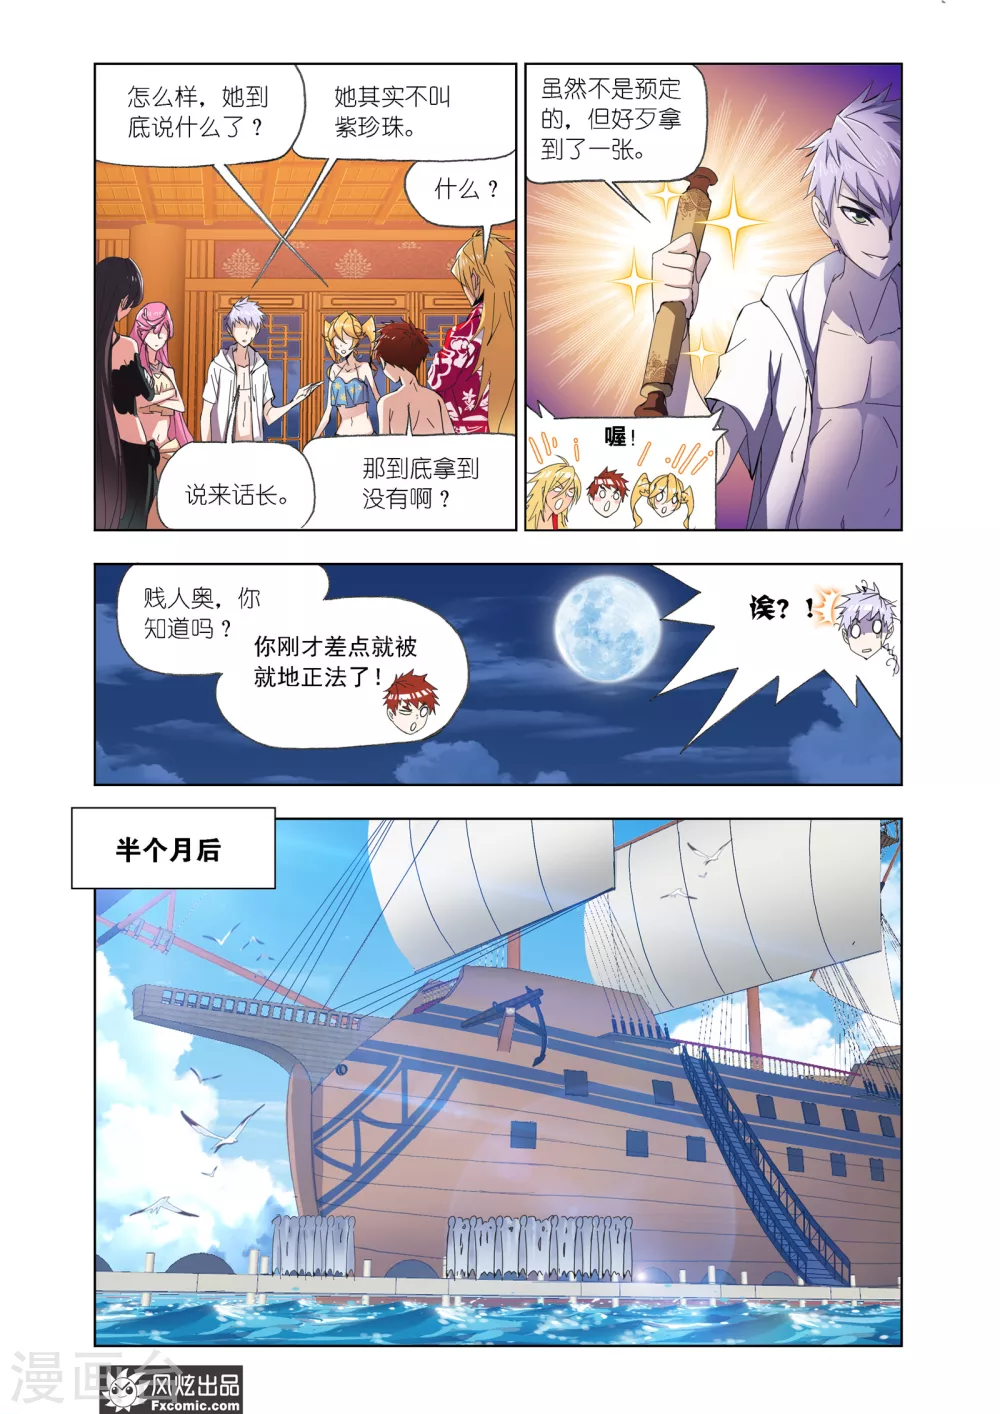 怎么样，她到
底说什么了？
她其实不叫
紫珍珠。
什么？
说来话长。
那到底拿到
没有啊？
虽然不是预定
的，但好歹拿
到了一张。
喔！
贱人奥，你
知道吗？
你刚才差点就被
就地正法了！
诶？！
半个月后
漫画台
风炫出品
Fxcomic.com